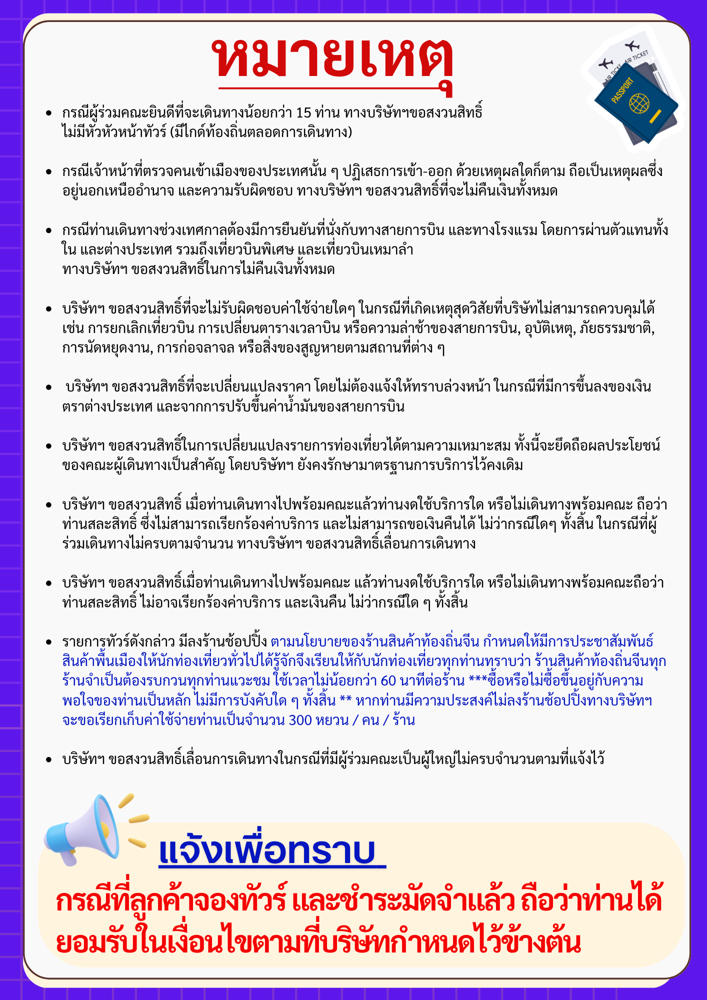 หมายเหตุ
AIR TICKET
AIR TICKE
PASSPORT
• กรณีผู้ร่วมคณะยินดีที่จะเดินทางน้อยกว่า 15 ท่าน ทางบริษัทฯขอสงวนสิทธิ์
ไม่มีหัวหัวหน้าทัวร์ (มีไกด์ท้องถิ่นตลอดการเดินทาง)
• กรณีเจ้าหน้าที่ตรวจคนเข้าเมืองของประเทศนั้น ๆ ปฏิเสธการเข้า-ออก ด้วยเหตุผลใดก็ตาม ถือเป็นเหตุผลซึ่ง
อยู่นอกเหนืออำนาจ และความรับผิดชอบ ทางบริษัทฯ ขอสงวนสิทธิ์ที่จะไม่คืนเงินทั้งหมด
• กรณีท่านเดินทางช่วงเทศกาลต้องมีการยืนยันที่นั่งกับทางสายการบิน และทางโรงแรม โดยการผ่านตัวแทนทั้ง
ใน และต่างประเทศ รวมถึงเที่ยวบินพิเศษ และเที่ยวบินเหมาลำ
ทางบริษัทฯ ขอสงวนสิทธิ์ในการไม่คืนเงินทั้งหมด
• บริษัทฯ ขอสงวนสิทธิ์ที่จะไม่รับผิดชอบค่าใช้จ่ายใดๆ ในกรณีที่เกิดเหตุสุดวิสัยที่บริษัทไม่สามารถควบคุมได้
เช่น การยกเลิกเที่ยวบิน การเปลี่ยนตารางเวลาบิน หรือความล่าช้าของสายการบิน, อุบัติเหตุ, ภัยธรรมชาติ,
การนัดหยุดงาน, การก่อจลาจล หรือสิ่งของสูญหายตามสถานที่ต่าง ๆ
• บริษัทฯ ขอสงวนสิทธิ์ที่จะเปลี่ยนแปลงราคา โดยไม่ต้องแจ้งให้ทราบล่วงหน้า ในกรณีที่มีการขึ้นลงของเงิน
ตราต่างประเทศ และจากการปรับขึ้นค่าน้ำมันของสายการบิน
• บริษัทฯ ขอสงวนสิทธิ์ในการเปลี่ยนแปลงรายการท่องเที่ยวได้ตามความเหมาะสม ทั้งนี้จะยึดถือผลประโยชน์
ของคณะผู้เดินทางเป็นสำคัญ โดยบริษัทฯ ยังคงรักษามาตรฐานการบริการไว้คงเดิม
• บริษัทฯ ขอสงวนสิทธิ์ เมื่อท่านเดินทางไปพร้อมคณะแล้วท่านงดใช้บริการใด หรือไม่เดินทางพร้อมคณะ ถือว่า
ท่านสละสิทธิ์ ซึ่งไม่สามารถเรียกร้องค่าบริการ และไม่สามารถขอเงินคืนได้ ไม่ว่ากรณีใดๆ ทั้งสิ้น ในกรณีที่ผู้
ร่วมเดินทางไม่ครบตามจำนวน ทางบริษัทฯ ขอสงวนสิทธิ์เลื่อนการเดินทาง
• บริษัทฯ ขอสงวนสิทธิ์เมื่อท่านเดินทางไปพร้อมคณะ แล้วท่านงดใช้บริการใด หรือไม่เดินทางพร้อมคณะถือว่า
ท่านสละสิทธิ์ ไม่อาจเรียกร้องค่าบริการ และเงินคืน ไม่ว่ากรณีใด ๆ ทั้งสิ้น
• รายการทัวร์ดังกล่าว มีลงร้านช้อปปิ้ง ตามนโยบายของร้านสินค้าท้องถิ่นจีน กำหนดให้มีการประชาสัมพันธ์
สินค้าพื้นเมืองให้นักท่องเที่ยวทั่วไปได้รู้จักจึงเรียนให้กับนักท่องเที่ยวทุกท่านทราบว่า ร้านสินค้าท้องถิ่นจีนทุก
ร้านจำเป็นต้องรบกวนทุกท่านแวะชม ใช้เวลาไม่น้อยกว่า 60 นาทีต่อร้าน ***ซื้อหรือไม่ซื้อขึ้นอยู่กับความ
พอใจของท่านเป็นหลัก ไม่มีการบังคับใด ๆ ทั้งสิ้น ** หากท่านมีความประสงค์ไม่ลงร้านช้อปปิ้งทางบริษัทฯ
จะขอเรียกเก็บค่าใช้จ่ายท่านเป็นจำนวน 300 หยวน / คน / ร้าน
• บริษัทฯ ขอสงวนสิทธิ์เลื่อนการเดินทางในกรณีที่มีผู้ร่วมคณะเป็นผู้ใหญ่ไม่ครบจำนวนตามที่แจ้งไว้
แจ้งเพื่อทราบ
กรณีที่ลูกค้าจองทัวร์ และชำระมัดจำแล้ว ถือว่าท่านได้
ยอมรับในเงื่อนไขตามที่บริษัทกำหนดไว้ข้างต้น